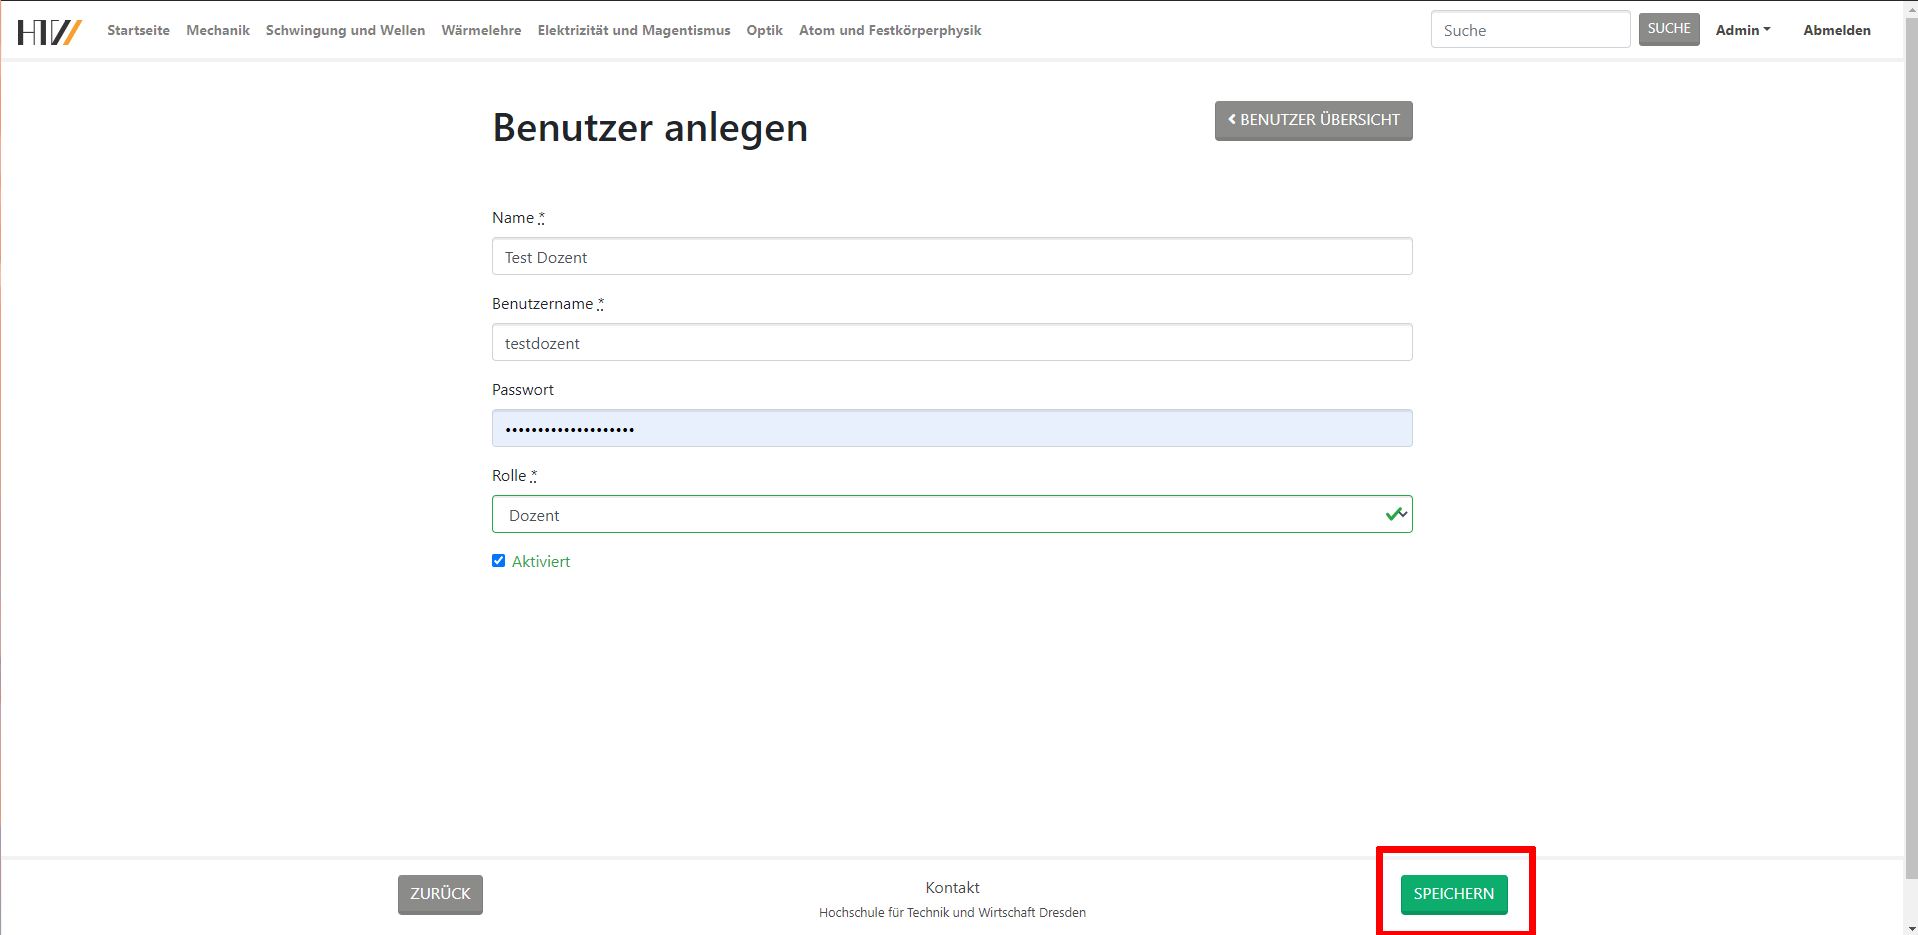 HTW
Startseite Mechanik Schwingung und Wellen Wärmelehre Elektrizität und Magentismus Optik Atom und Festkörperphysik Suche SUCHE Admin Abmelden
Benutzer anlegen
BENUTZER ÜBERSICHT
Name *
Test Dozent
Benutzername *
testdozent
Passwort
••••••••••••••••••••
Rolle *
Dozent
Aktiviert
ZURÜCK
Kontakt
Hochschule für Technik und Wirtschaft Dresden
SPEICHERN